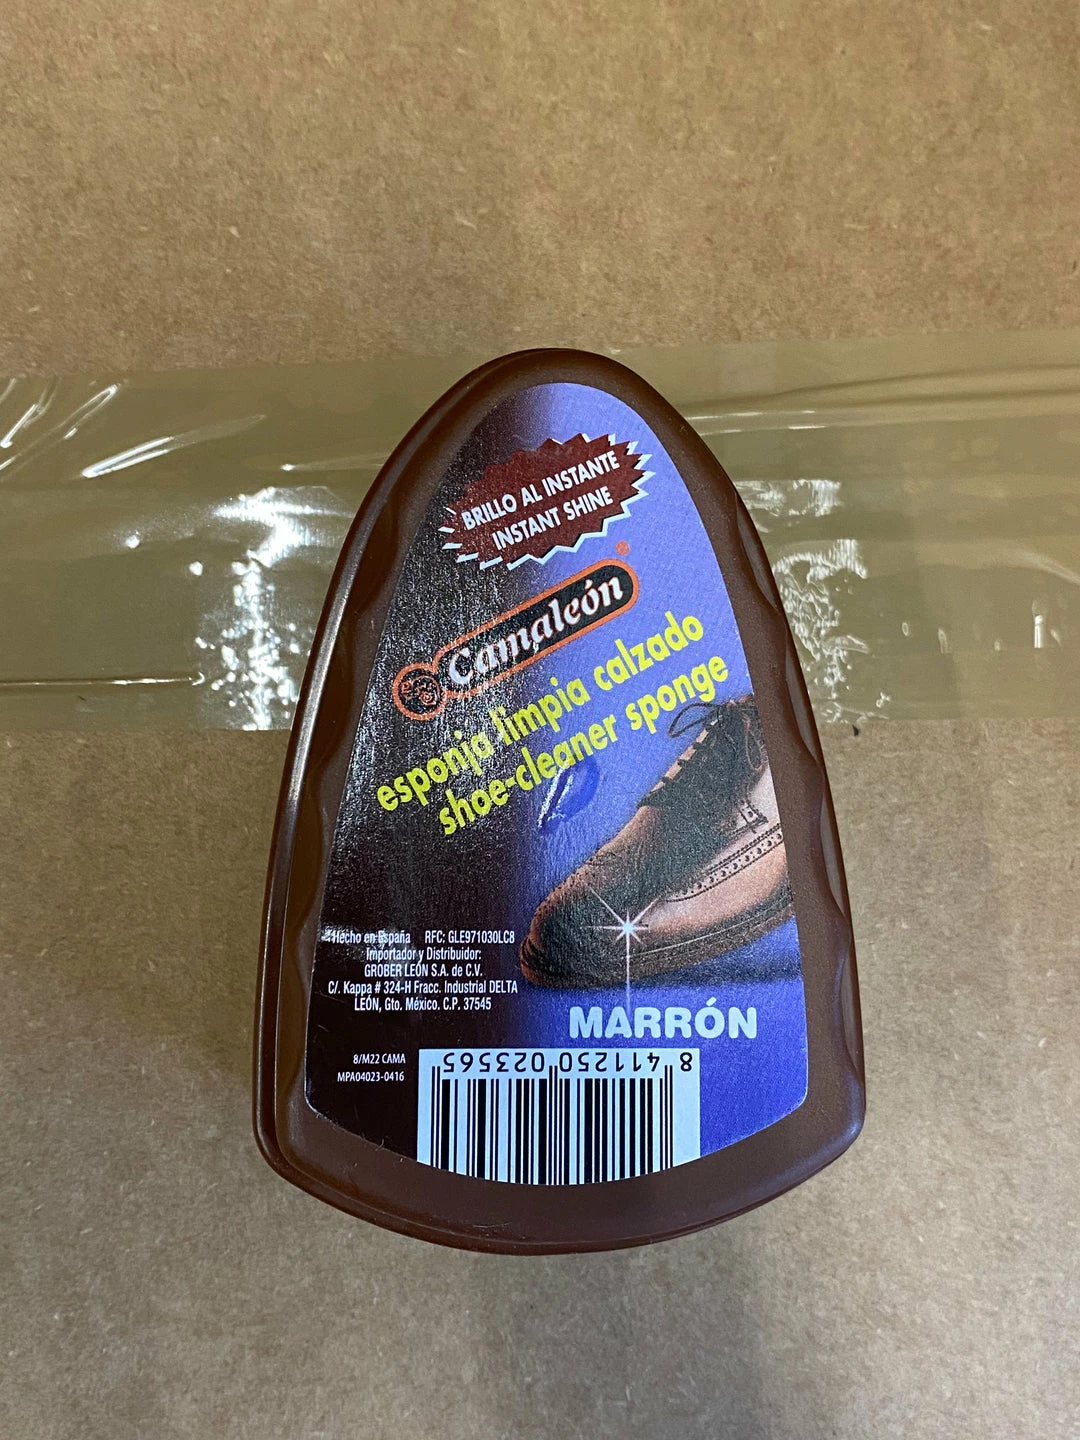 BRILLO AL INSTANTE
INSTANT SHINE
Camaleón®
esponja limpia calzado
shoe-cleaner sponge
Hecho en España RFC: GLE971030LC8
Importador y Distribuidor:
GROBER LEÓN S.A. de C.V.
C/. Kappa # 324-H Fracc. Industrial DELTA
LEÓN, Gto. México. C.P. 37545
MARRÓN
8/M22 CAMA
MPA04023-0416
8 411250 023565